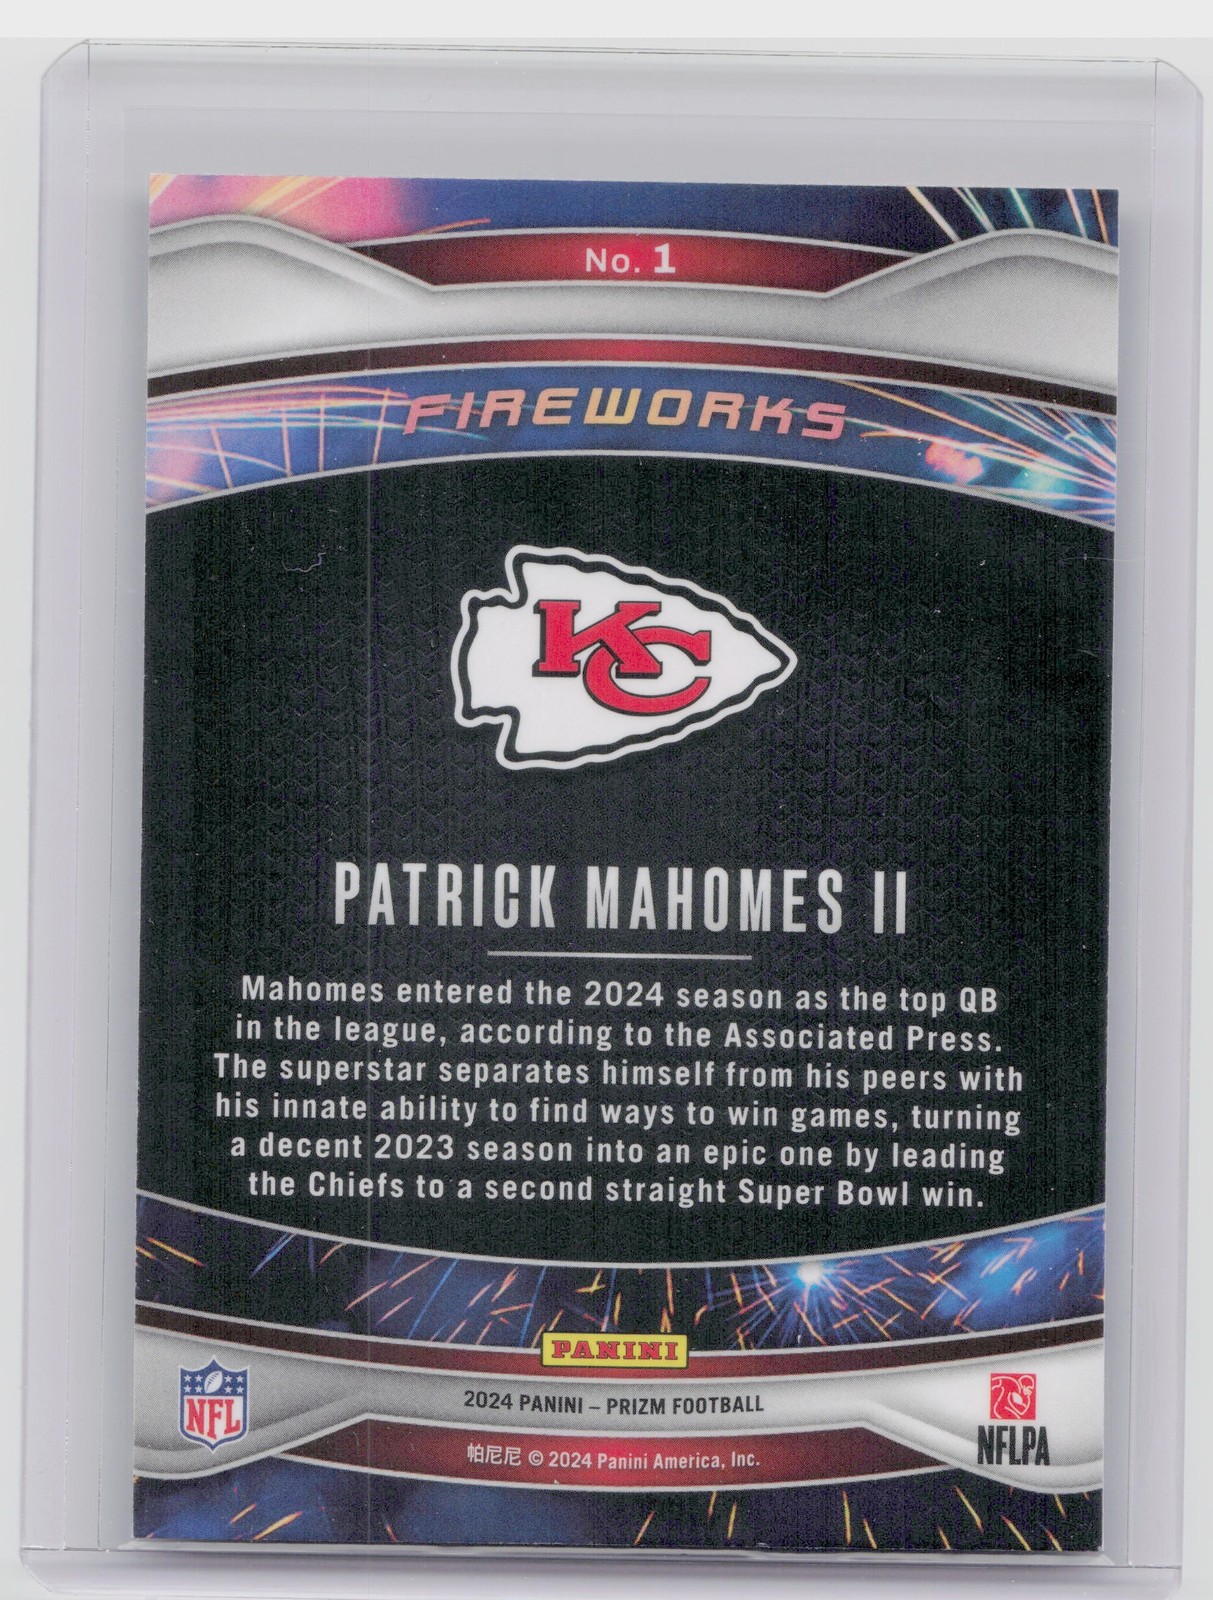 No. 1
FIREWORKS
KC
PATRICK MAHOMES II
Mahomes entered the 2024 season as the top QB
in the league, according to the Associated Press.
The superstar separates himself from his peers with
his innate ability to find ways to win games, turning
a decent 2023 season into an epic one by leading
the Chiefs to a second straight Super Bowl win.
PANINI
2024 PANINI – PRIZM FOOTBALL
帕尼尼 © 2024 Panini America, Inc.
NFL
NFLPA